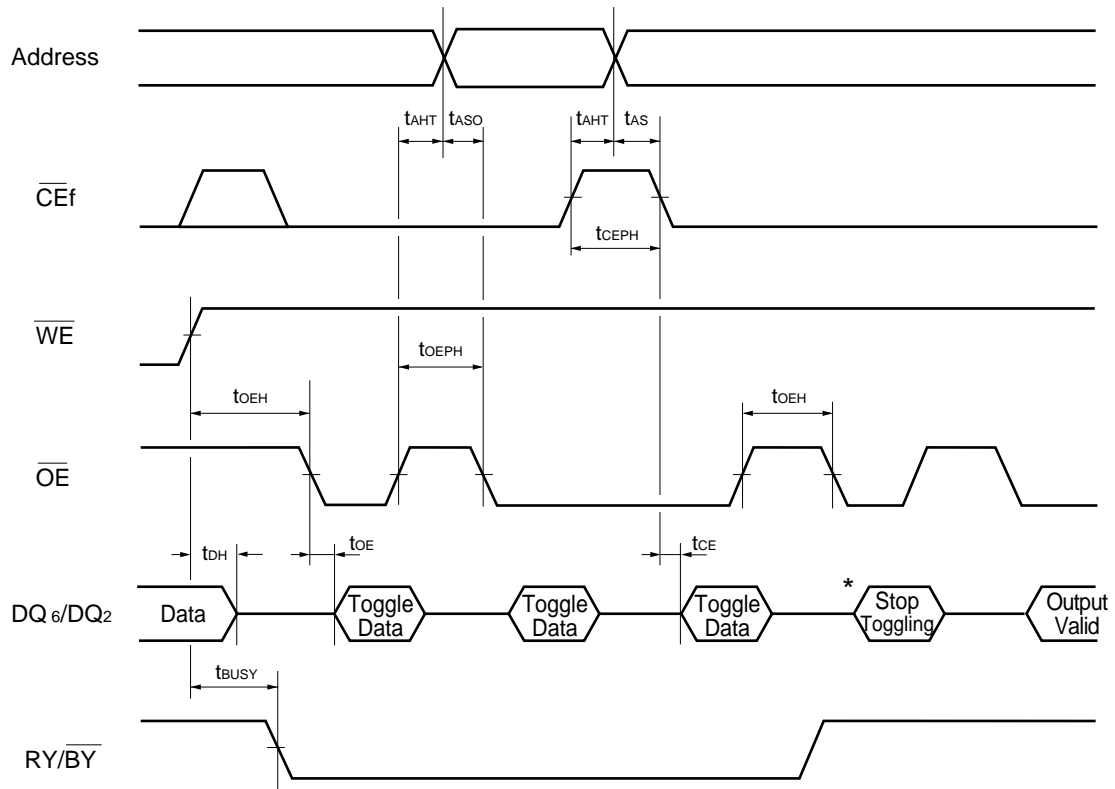 Address
tAHT tASO tAHT tAS
CEf
tCEPH
WE
tOEPH
tOEH tOEH
OE
tDH tOE tCE
DQ6/DQ2 Data Toggle Data Toggle Data Toggle Data * Stop Toggling Output Valid
tBUSY
RY/BY